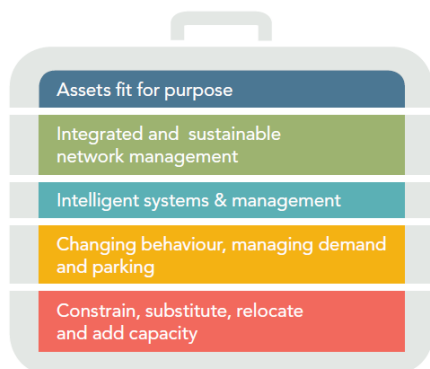 Assets fit for purpose
Integrated and sustainable
network management
Intelligent systems & management
Changing behaviour, managing demand
and parking
Constrain, substitute, relocate
and add capacity